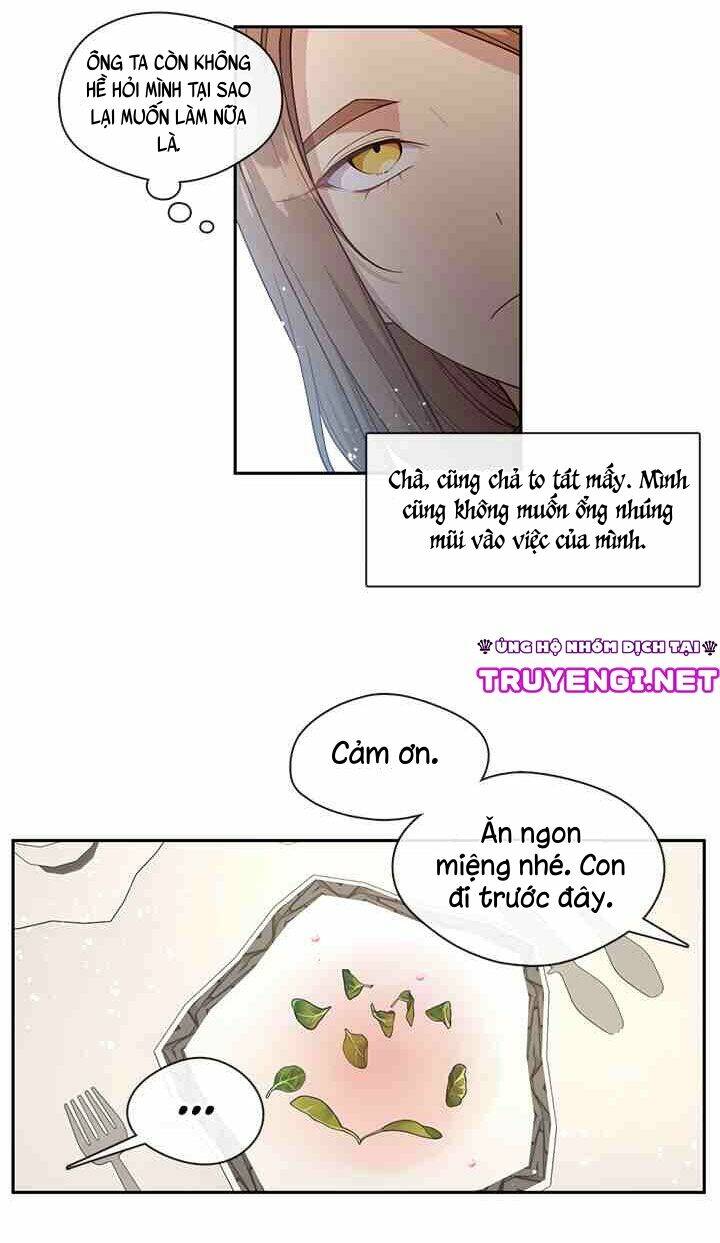 ÔNG TA CÒN KHÔNG
HỀ HỎI MÌNH TẠI SAO
LẠI MUỐN LÀM NỮA
LÀ.
Chà, cũng chả to tát mấy. Mình
cũng không muốn ổng nhúng
mũi vào việc của mình.
ỦNG HỘ NHÓM DỊCH TẠI
TRUYENGI.NET
Cảm ơn.
Ăn ngon
miệng nhé. Con
đi trước đây.
...